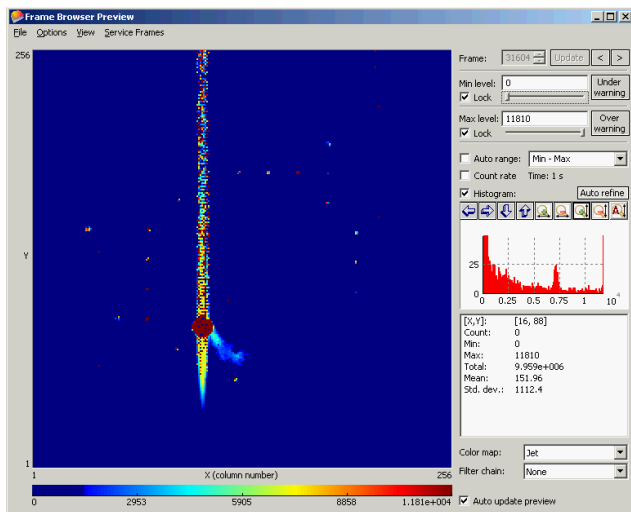 Frame Browser Preview
File Options View Service Frames
256
Y
1
1 X (column number) 256
0 2953 5905 8858 1.181e+004
Frame: 31604 Update < >
Min level: 0 Under warning
Lock
Max level: 11810 Over warning
Lock
Auto range: Min - Max
Count rate Time: 1 s
Histogram: Auto refine
25
0
0 0.25 0.5 0.75 1 10 4
[X,Y]: [16, 88]
Count: 0
Min: 0
Max: 11810
Total: 9.959e+006
Mean: 151.96
Std. dev.: 1112.4
Color map: Jet
Filter chain: None
Auto update preview